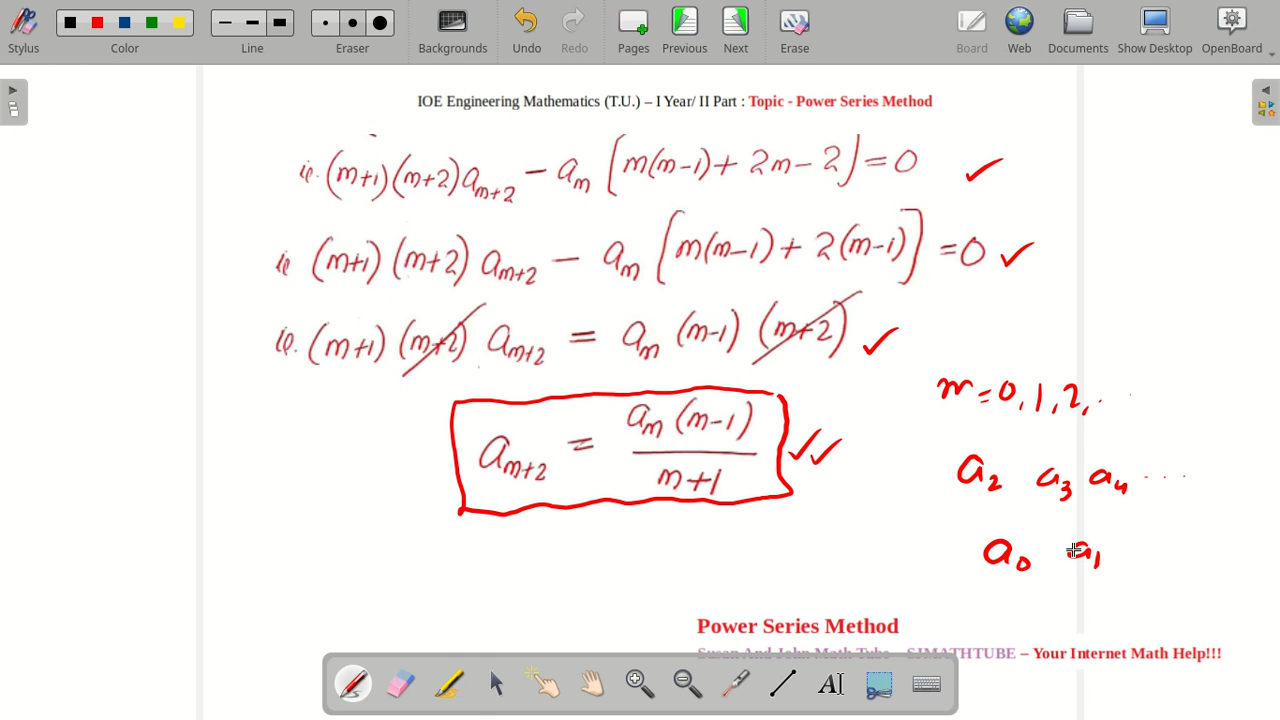 Stylus Color Line Eraser Backgrounds Undo Redo Pages Previous Next Erase Board Web Documents Show Desktop OpenBoard
IOE Engineering Mathematics (T.U.) – I Year/ II Part : Topic - Power Series Method
ie. (m+1)(m+2)a_{m+2} − a_m [m(m−1)+ 2m−2] = 0 ✓
ie (m+1) (m+2) a_{m+2} − a_m [m(m−1) + 2(m−1)] = 0 ✓
ie. (m+1) (m+2) a_{m+2} = a_m (m−1) (m+2) ✓
m = 0, 1, 2, ...
a_{m+2} = a_m (m−1) / m+1 ✓✓
a_2 a_3 a_4 ....
a_0 a_1
Power Series Method
Susan And John Math Tube – SJMATHTUBE – Your Internet Math Help!!!
AI